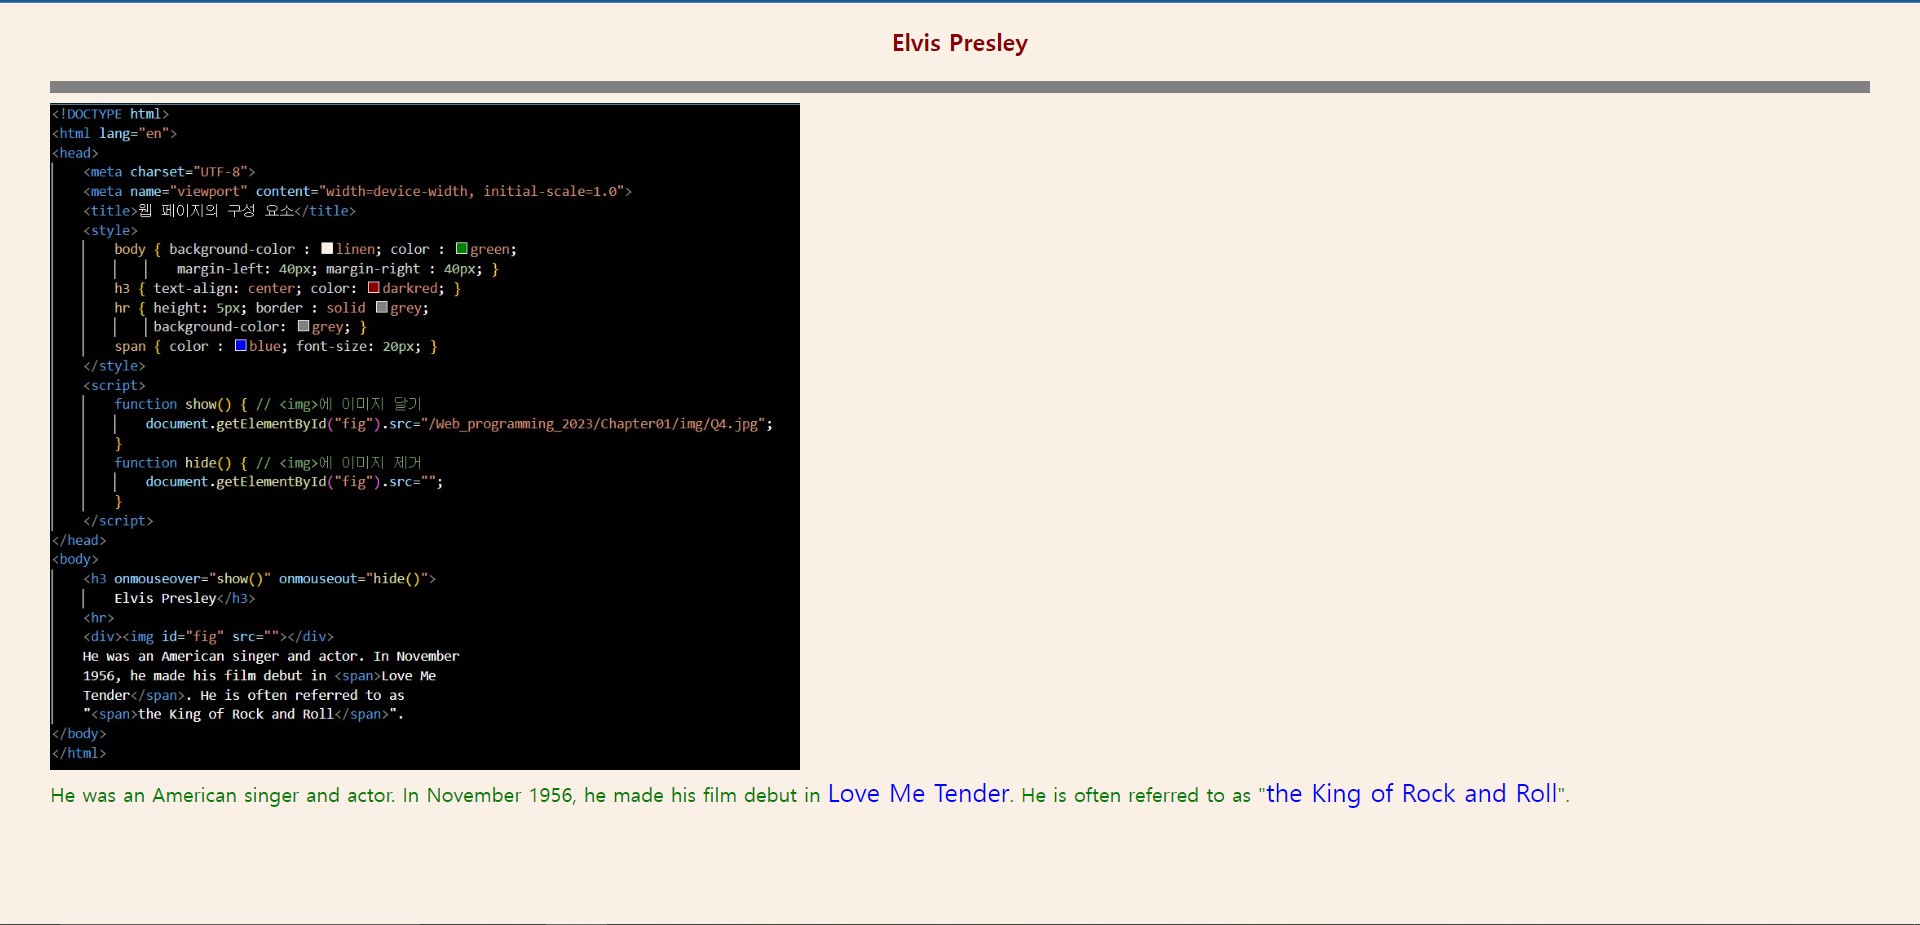 Elvis Presley
<!DOCTYPE html>
<html lang="en">
<head>
<meta charset="UTF-8">
<meta name="viewport" content="width=device-width, initial-scale=1.0">
<title>웹 페이지의 구성 요소</title>
<style>
body { background-color : linen; color : green;
margin-left: 40px; margin-right : 40px; }
h3 { text-align: center; color: darkred; }
hr { height: 5px; border : solid grey;
background-color: grey; }
span { color : blue; font-size: 20px; }
</style>
<script>
function show() { // <img>에 이미지 달기
document.getElementById("fig").src="/Web_programming_2023/Chapter01/img/Q4.jpg";
}
function hide() { // <img>에 이미지 제거
document.getElementById("fig").src="";
}
</script>
</head>
<body>
<h3 onmouseover="show()" onmouseout="hide()">
Elvis Presley</h3>
<hr>
<div><img id="fig" src=""></div>
He was an American singer and actor. In November
1956, he made his film debut in <span>Love Me
Tender</span>. He is often referred to as
"<span>the King of Rock and Roll</span>".
</body>
</html>
He was an American singer and actor. In November 1956, he made his film debut in Love Me Tender. He is often referred to as "the King of Rock and Roll".